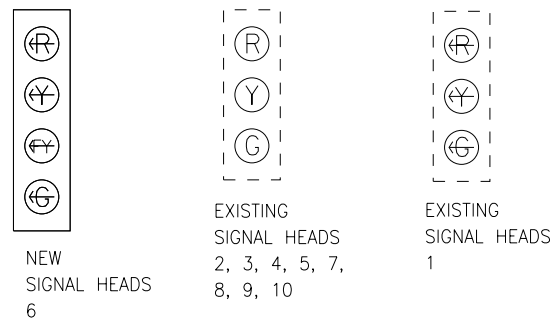 R
Y
FY
G
NEW
SIGNAL HEADS
6
R
Y
G
EXISTING
SIGNAL HEADS
2, 3, 4, 5, 7,
8, 9, 10
R
Y
G
EXISTING
SIGNAL HEADS
1